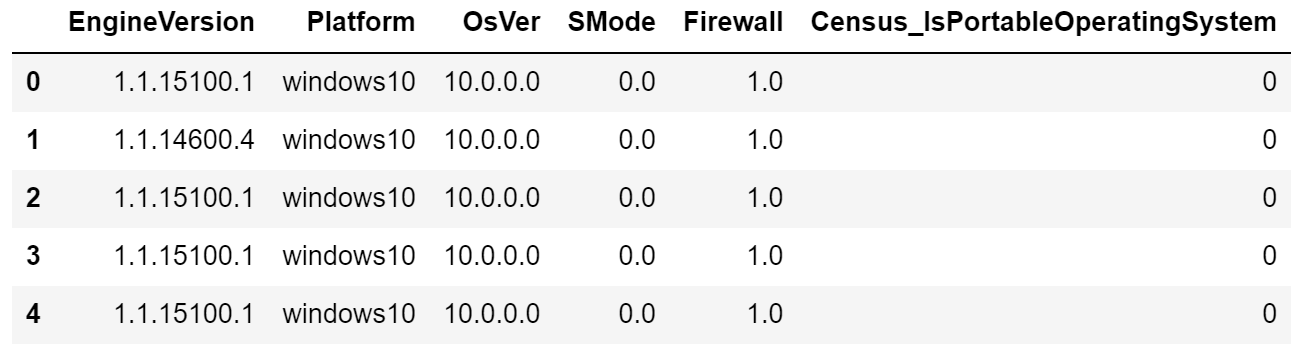 EngineVersion Platform OsVer SMode Firewall Census_IsPortableOperatingSystem
0 1.1.15100.1 windows10 10.0.0.0 0.0 1.0 0
1 1.1.14600.4 windows10 10.0.0.0 0.0 1.0 0
2 1.1.15100.1 windows10 10.0.0.0 0.0 1.0 0
3 1.1.15100.1 windows10 10.0.0.0 0.0 1.0 0
4 1.1.15100.1 windows10 10.0.0.0 0.0 1.0 0